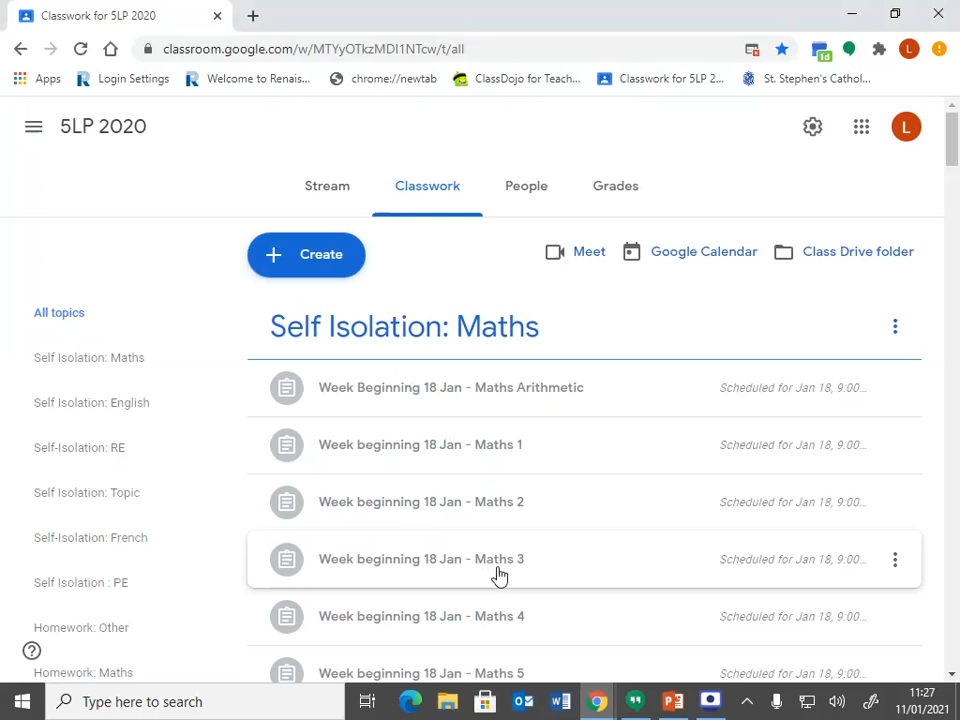 Classwork for 5LP 2020
classroom.google.com/w/MTYyOTkzMDI1NTcw/t/all
1d
L
Apps
Login Settings
Welcome to Renais...
chrome://newtab
ClassDojo for Teach...
Classwork for 5LP 2...
St. Stephen's Cathol...
5LP 2020
L
Stream
Classwork
People
Grades
Create
Meet
Google Calendar
Class Drive folder
All topics
Self Isolation: Maths
Self Isolation: English
Self-Isolation: RE
Self Isolation: Topic
Self-Isolation: French
Self Isolation : PE
Homework: Other
Homework: Maths
Self Isolation: Maths
Week Beginning 18 Jan - Maths Arithmetic
Scheduled for Jan 18, 9:00...
Week beginning 18 Jan - Maths 1
Scheduled for Jan 18, 9:00...
Week beginning 18 Jan - Maths 2
Scheduled for Jan 18, 9:00...
Week beginning 18 Jan - Maths 3
Scheduled for Jan 18, 9:00...
Week beginning 18 Jan - Maths 4
Scheduled for Jan 18, 9:00...
Week beginning 18 Jan - Maths 5
Scheduled for Jan 18, 9:00...
Type here to search
11:27
11/01/2021